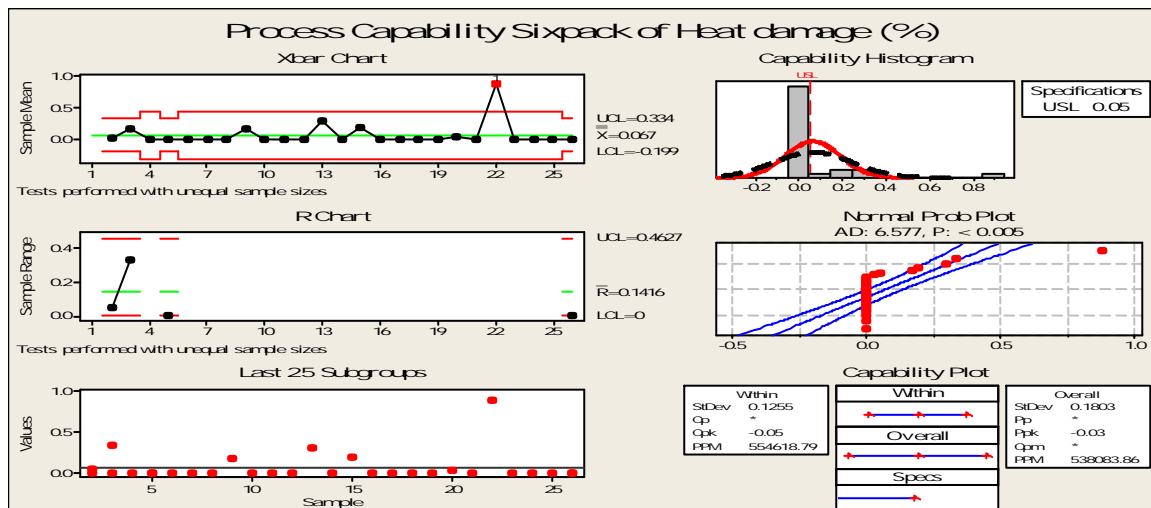 Process Capability Sixpack of Heat damage (%)
Xbar Chart
Sample Mean
1.0
0.5
0.0
1
UCL=0.334
X=0.067
LCL=-0.199
1 4 7 10 13 16 19 22 25
Tests performed with unequal sample sizes
R Chart
Sample Range
0.4
0.2
0.0
UCL=0.4627
R=0.1416
LCL=0
1 4 7 10 13 16 19 22 25
Tests performed with unequal sample sizes
Last 25 Subgroups
Values
1.0
0.5
0.0
5 10 15 20 25
Sample
Capability Histogram
USL
-0.2 0.0 0.2 0.4 0.6 0.8
Specifications
USL 0.05
Normal Prob Plot
AD: 6.577, P: < 0.005
-0.5 0.0 0.5 1.0
Capability Plot
Within
StDev 0.1255
Cp *
Cpk -0.05
PPM 554618.79
Within
Overall
Specs
Overall
StDev 0.1803
Pp *
Ppk -0.03
Cpm *
PPM 538083.86